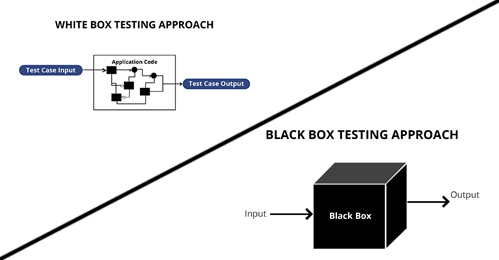 WHITE BOX TESTING APPROACH
Application Code
Test Case Input
Test Case Output
BLACK BOX TESTING APPROACH
Input
Black Box
Output